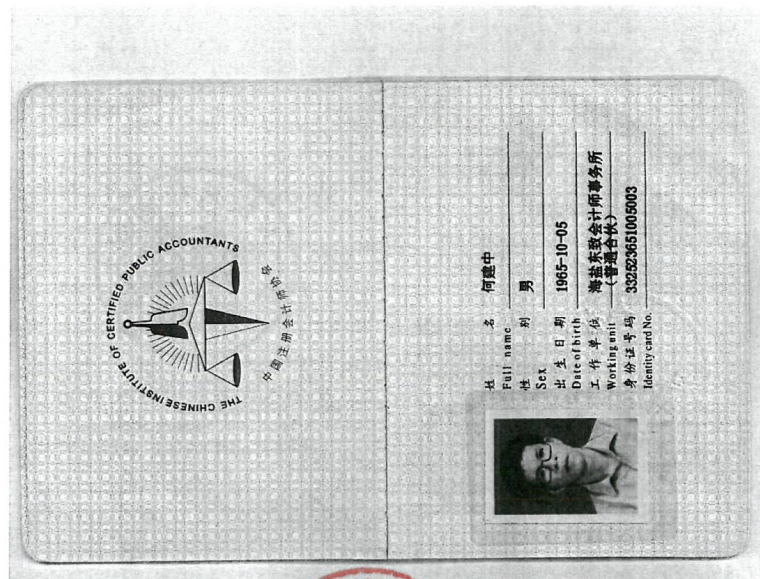 THE CHINESE INSTITUTE OF CERTIFIED PUBLIC ACCOUNTANTS
中国注册会计师协会
姓 名 何建中
Full name
性 别 男
Sex
出 生 日 期 1965-10-05
Date of birth
工 作 单 位 海盐东致会计师事务所
Working unit (普通合伙)
身 份 证 号 码 332523651005003
Identity card No.